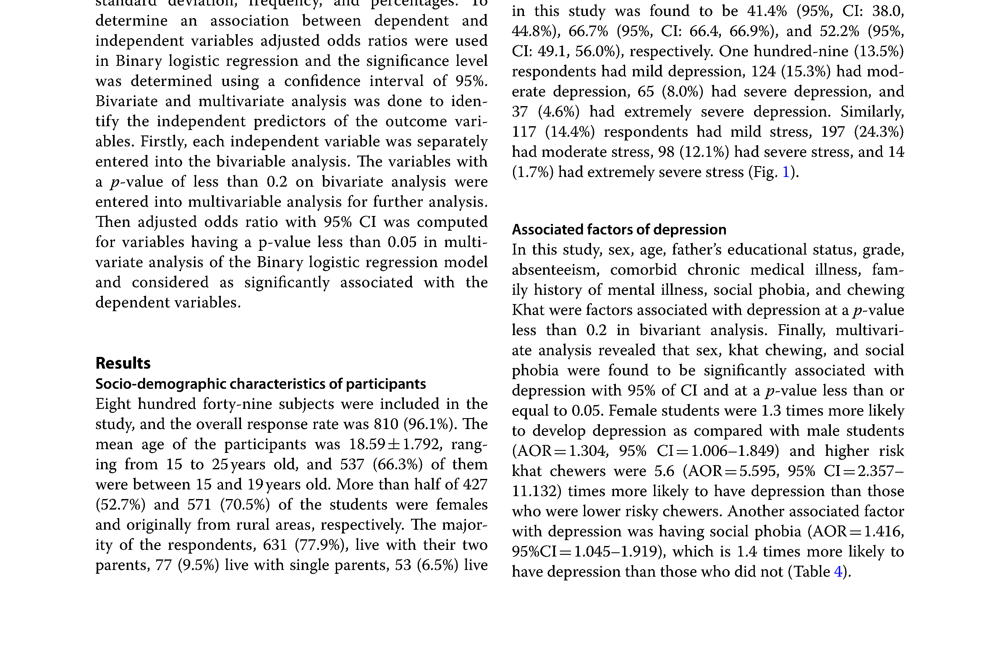 standard deviation, frequency, and percentages. To
determine an association between dependent and
independent variables adjusted odds ratios were used
in Binary logistic regression and the significance level
was determined using a confidence interval of 95%.
Bivariate and multivariate analysis was done to iden-
tify the independent predictors of the outcome vari-
ables. Firstly, each independent variable was separately
entered into the bivariable analysis. The variables with
a p-value of less than 0.2 on bivariate analysis were
entered into multivariable analysis for further analysis.
Then adjusted odds ratio with 95% CI was computed
for variables having a p-value less than 0.05 in multi-
variate analysis of the Binary logistic regression model
and considered as significantly associated with the
dependent variables.
Results
Socio-demographic characteristics of participants
Eight hundred forty-nine subjects were included in the
study, and the overall response rate was 810 (96.1%). The
mean age of the participants was 18.59 ± 1.792, rang-
ing from 15 to 25 years old, and 537 (66.3%) of them
were between 15 and 19 years old. More than half of 427
(52.7%) and 571 (70.5%) of the students were females
and originally from rural areas, respectively. The major-
ity of the respondents, 631 (77.9%), live with their two
parents, 77 (9.5%) live with single parents, 53 (6.5%) live
in this study was found to be 41.4% (95%, CI: 38.0,
44.8%), 66.7% (95%, CI: 66.4, 66.9%), and 52.2% (95%,
CI: 49.1, 56.0%), respectively. One hundred-nine (13.5%)
respondents had mild depression, 124 (15.3%) had mod-
erate depression, 65 (8.0%) had severe depression, and
37 (4.6%) had extremely severe depression. Similarly,
117 (14.4%) respondents had mild stress, 197 (24.3%)
had moderate stress, 98 (12.1%) had severe stress, and 14
(1.7%) had extremely severe stress (Fig. 1).
Associated factors of depression
In this study, sex, age, father’s educational status, grade,
absenteeism, comorbid chronic medical illness, fam-
ily history of mental illness, social phobia, and chewing
Khat were factors associated with depression at a p-value
less than 0.2 in bivariant analysis. Finally, multivari-
ate analysis revealed that sex, khat chewing, and social
phobia were found to be significantly associated with
depression with 95% of CI and at a p-value less than or
equal to 0.05. Female students were 1.3 times more likely
to develop depression as compared with male students
(AOR = 1.304, 95% CI = 1.006–1.849) and higher risk
khat chewers were 5.6 (AOR = 5.595, 95% CI = 2.357–
11.132) times more likely to have depression than those
who were lower risky chewers. Another associated factor
with depression was having social phobia (AOR = 1.416,
95%CI = 1.045–1.919), which is 1.4 times more likely to
have depression than those who did not (Table 4).